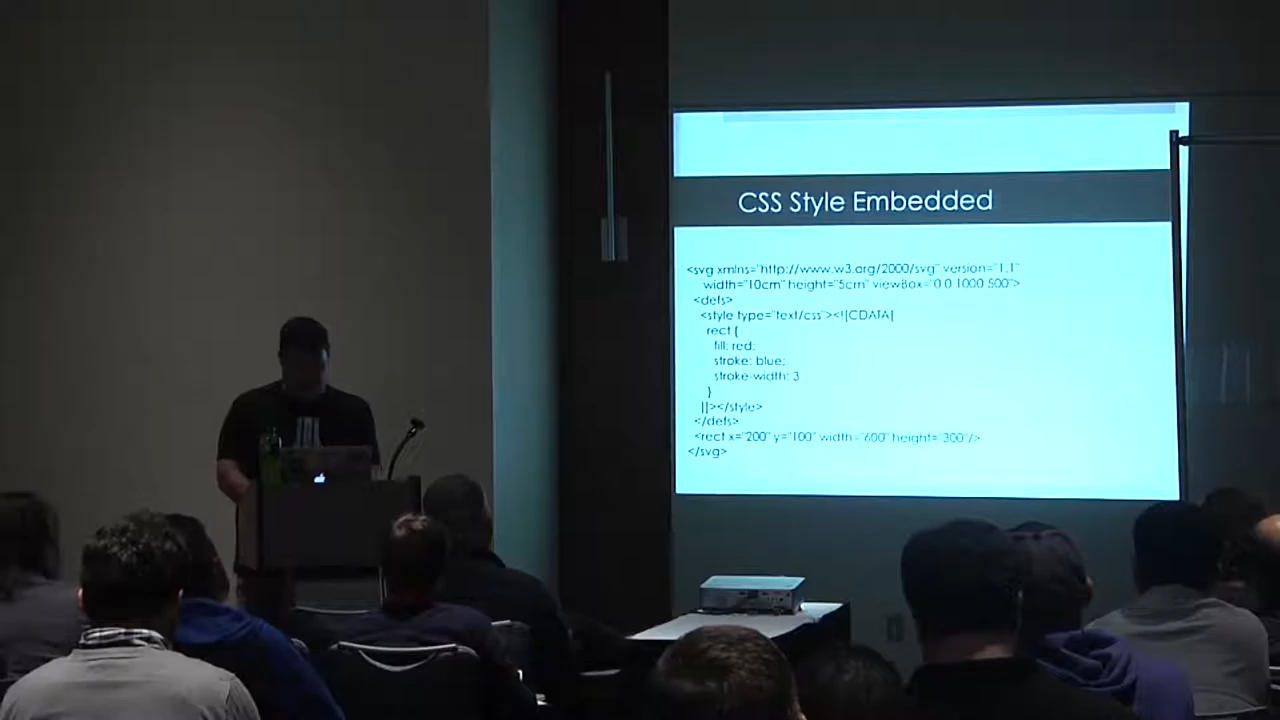 CSS Style Embedded
<svg xmlns="http://www.w3.org/2000/svg" version="1.1"
width="10cm" height="5cm" viewBox="0 0 1000 500">
<defs>
<style type="text/css"><![CDATA[
rect {
fill: red;
stroke: blue;
stroke-width: 3
}
]]></style>
</defs>
<rect x="200" y="100" width="600" height="300"/>
</svg>